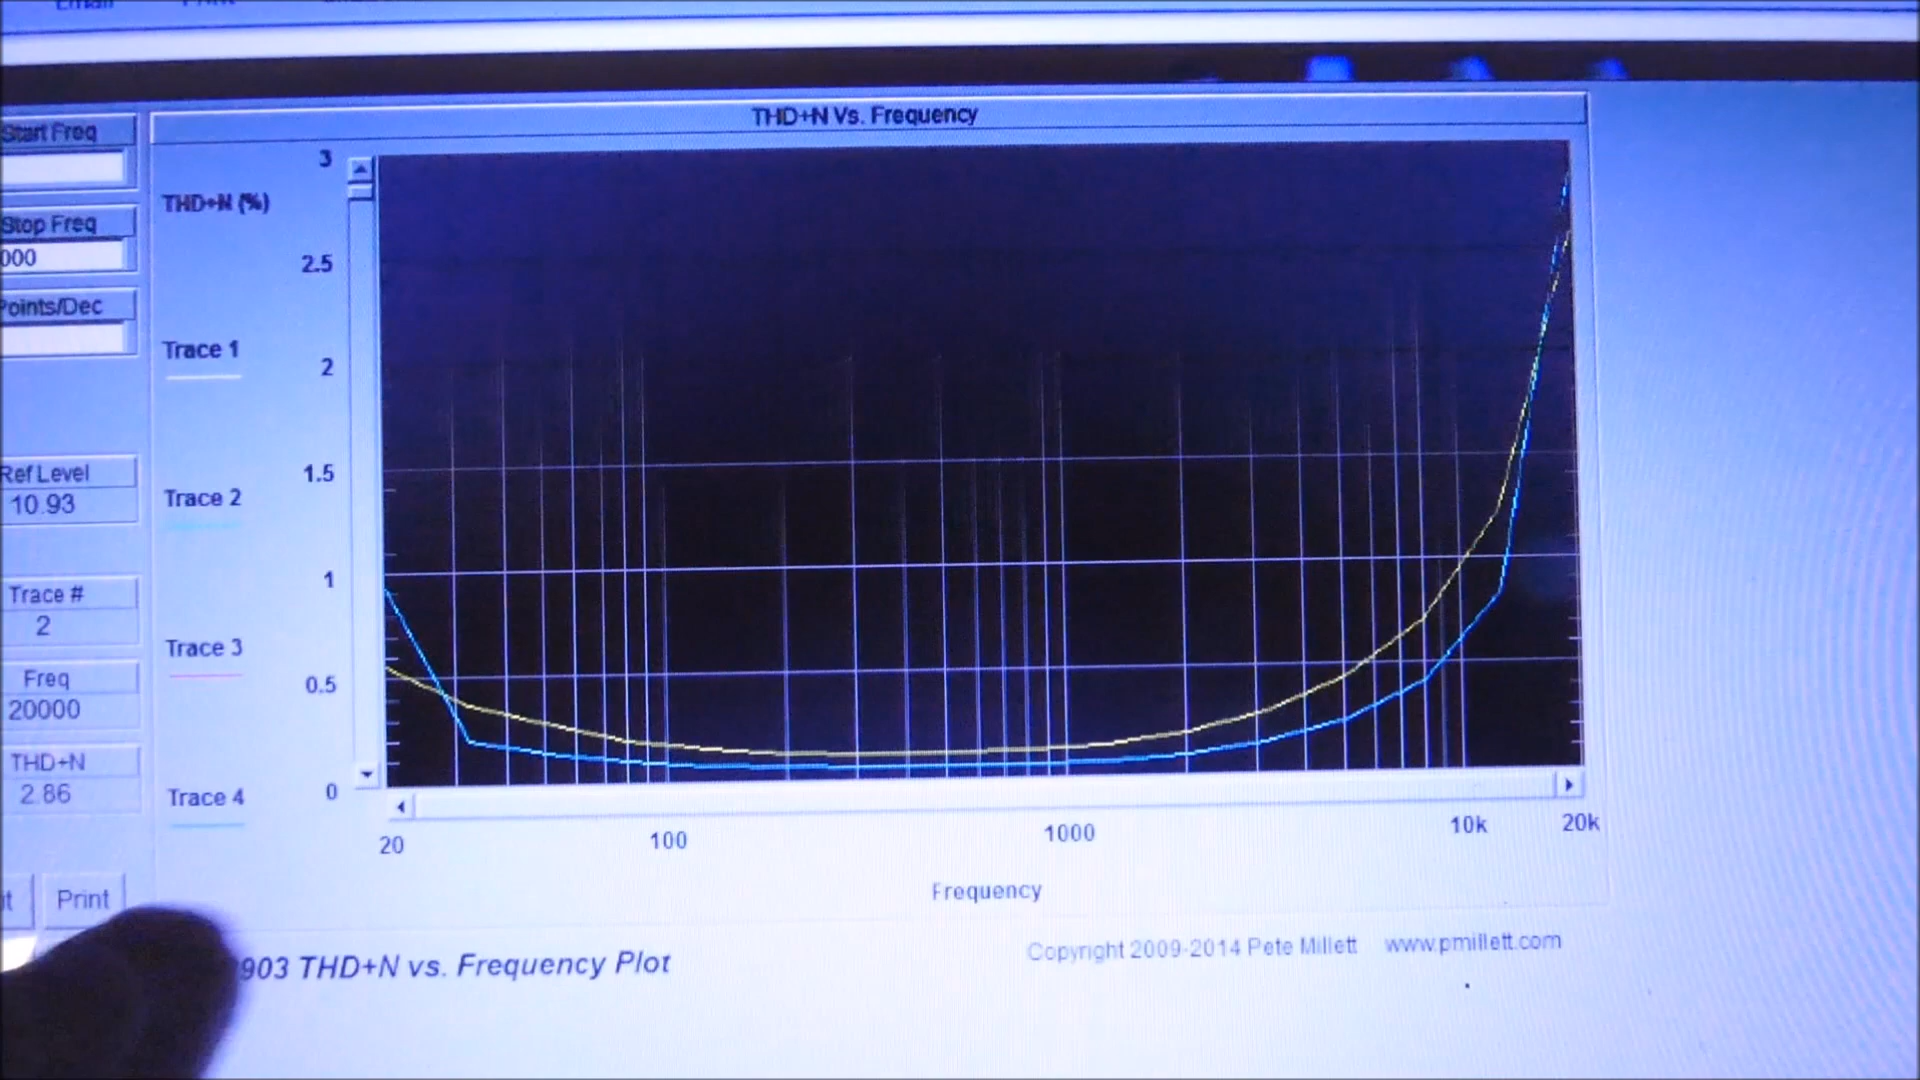 THD+N Vs. Frequency
Start Freq
Stop Freq
000
Points/Dec
Ref Level
10.93
Trace #
2
Freq
20000
THD+N
2.86
Print
THD+N (%)
Trace 1
Trace 2
Trace 3
Trace 4
3
2.5
2
1.5
1
0.5
0
20
100
1000
10k
20k
Frequency
903 THD+N vs. Frequency Plot
Copyright 2009-2014 Pete Millett www.pmillett.com